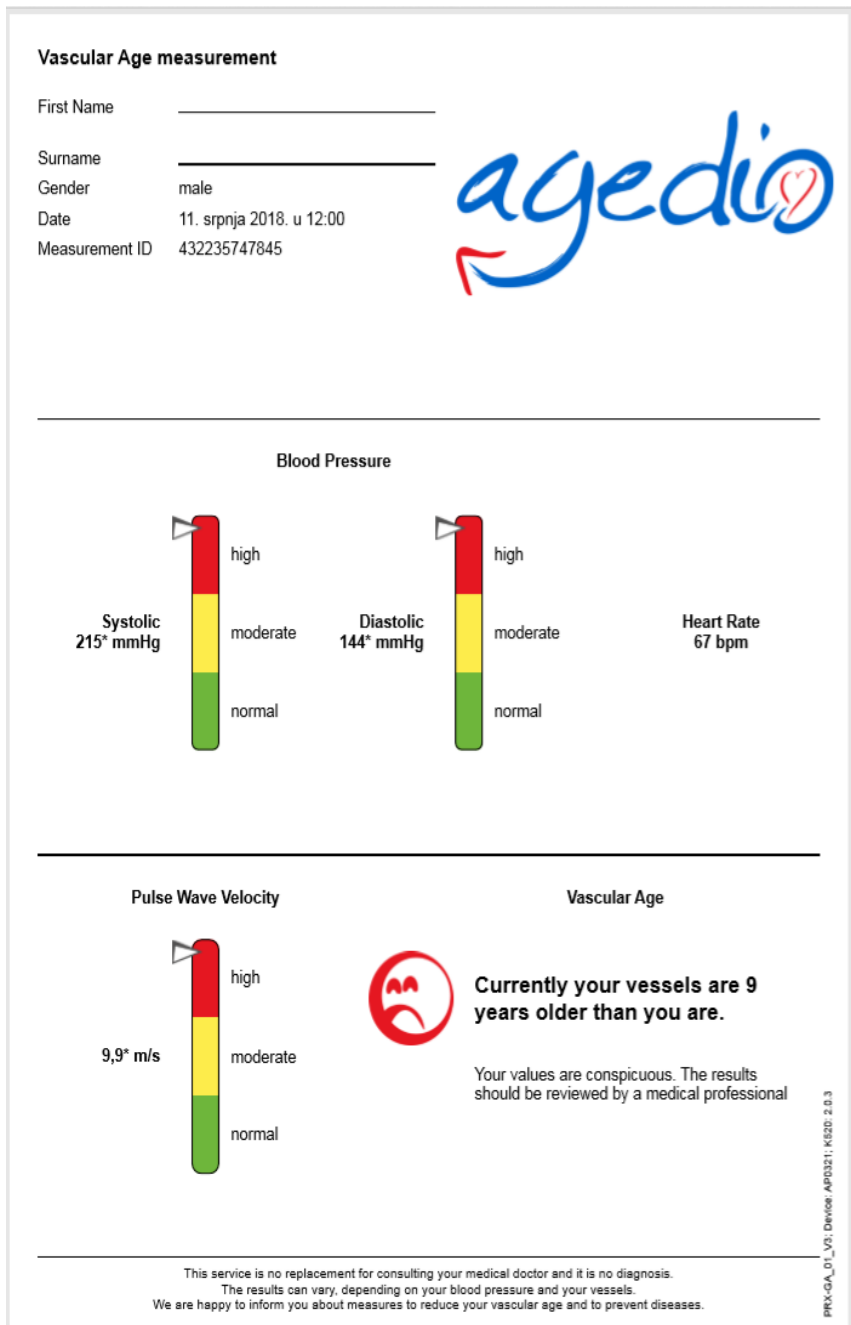 Vascular Age measurement
First Name
Surname
Gender male
Date 11. srpnja 2018. u 12:00
Measurement ID 432235747845
agedio
Blood Pressure
high
moderate
normal
Systolic
215* mmHg
high
moderate
normal
Diastolic
144* mmHg
Heart Rate
67 bpm
Pulse Wave Velocity
high
moderate
normal
9,9* m/s
Vascular Age
Currently your vessels are 9
years older than you are.
Your values are conspicuous. The results
should be reviewed by a medical professional
This service is no replacement for consulting your medical doctor and it is no diagnosis.
The results can vary, depending on your blood pressure and your vessels.
We are happy to inform you about measures to reduce your vascular age and to prevent diseases.
PRX-GA_01_V3; Device: AP0321; K520: 2.0.3